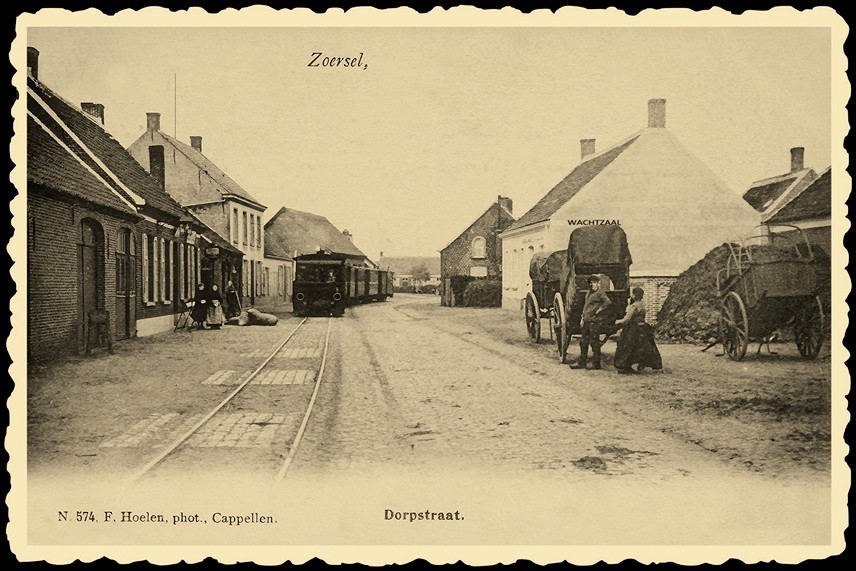 Zoersel,
WACHTZAAL
N. 574. F. Hoelen, phot., Cappellen.
Dorpstraat.